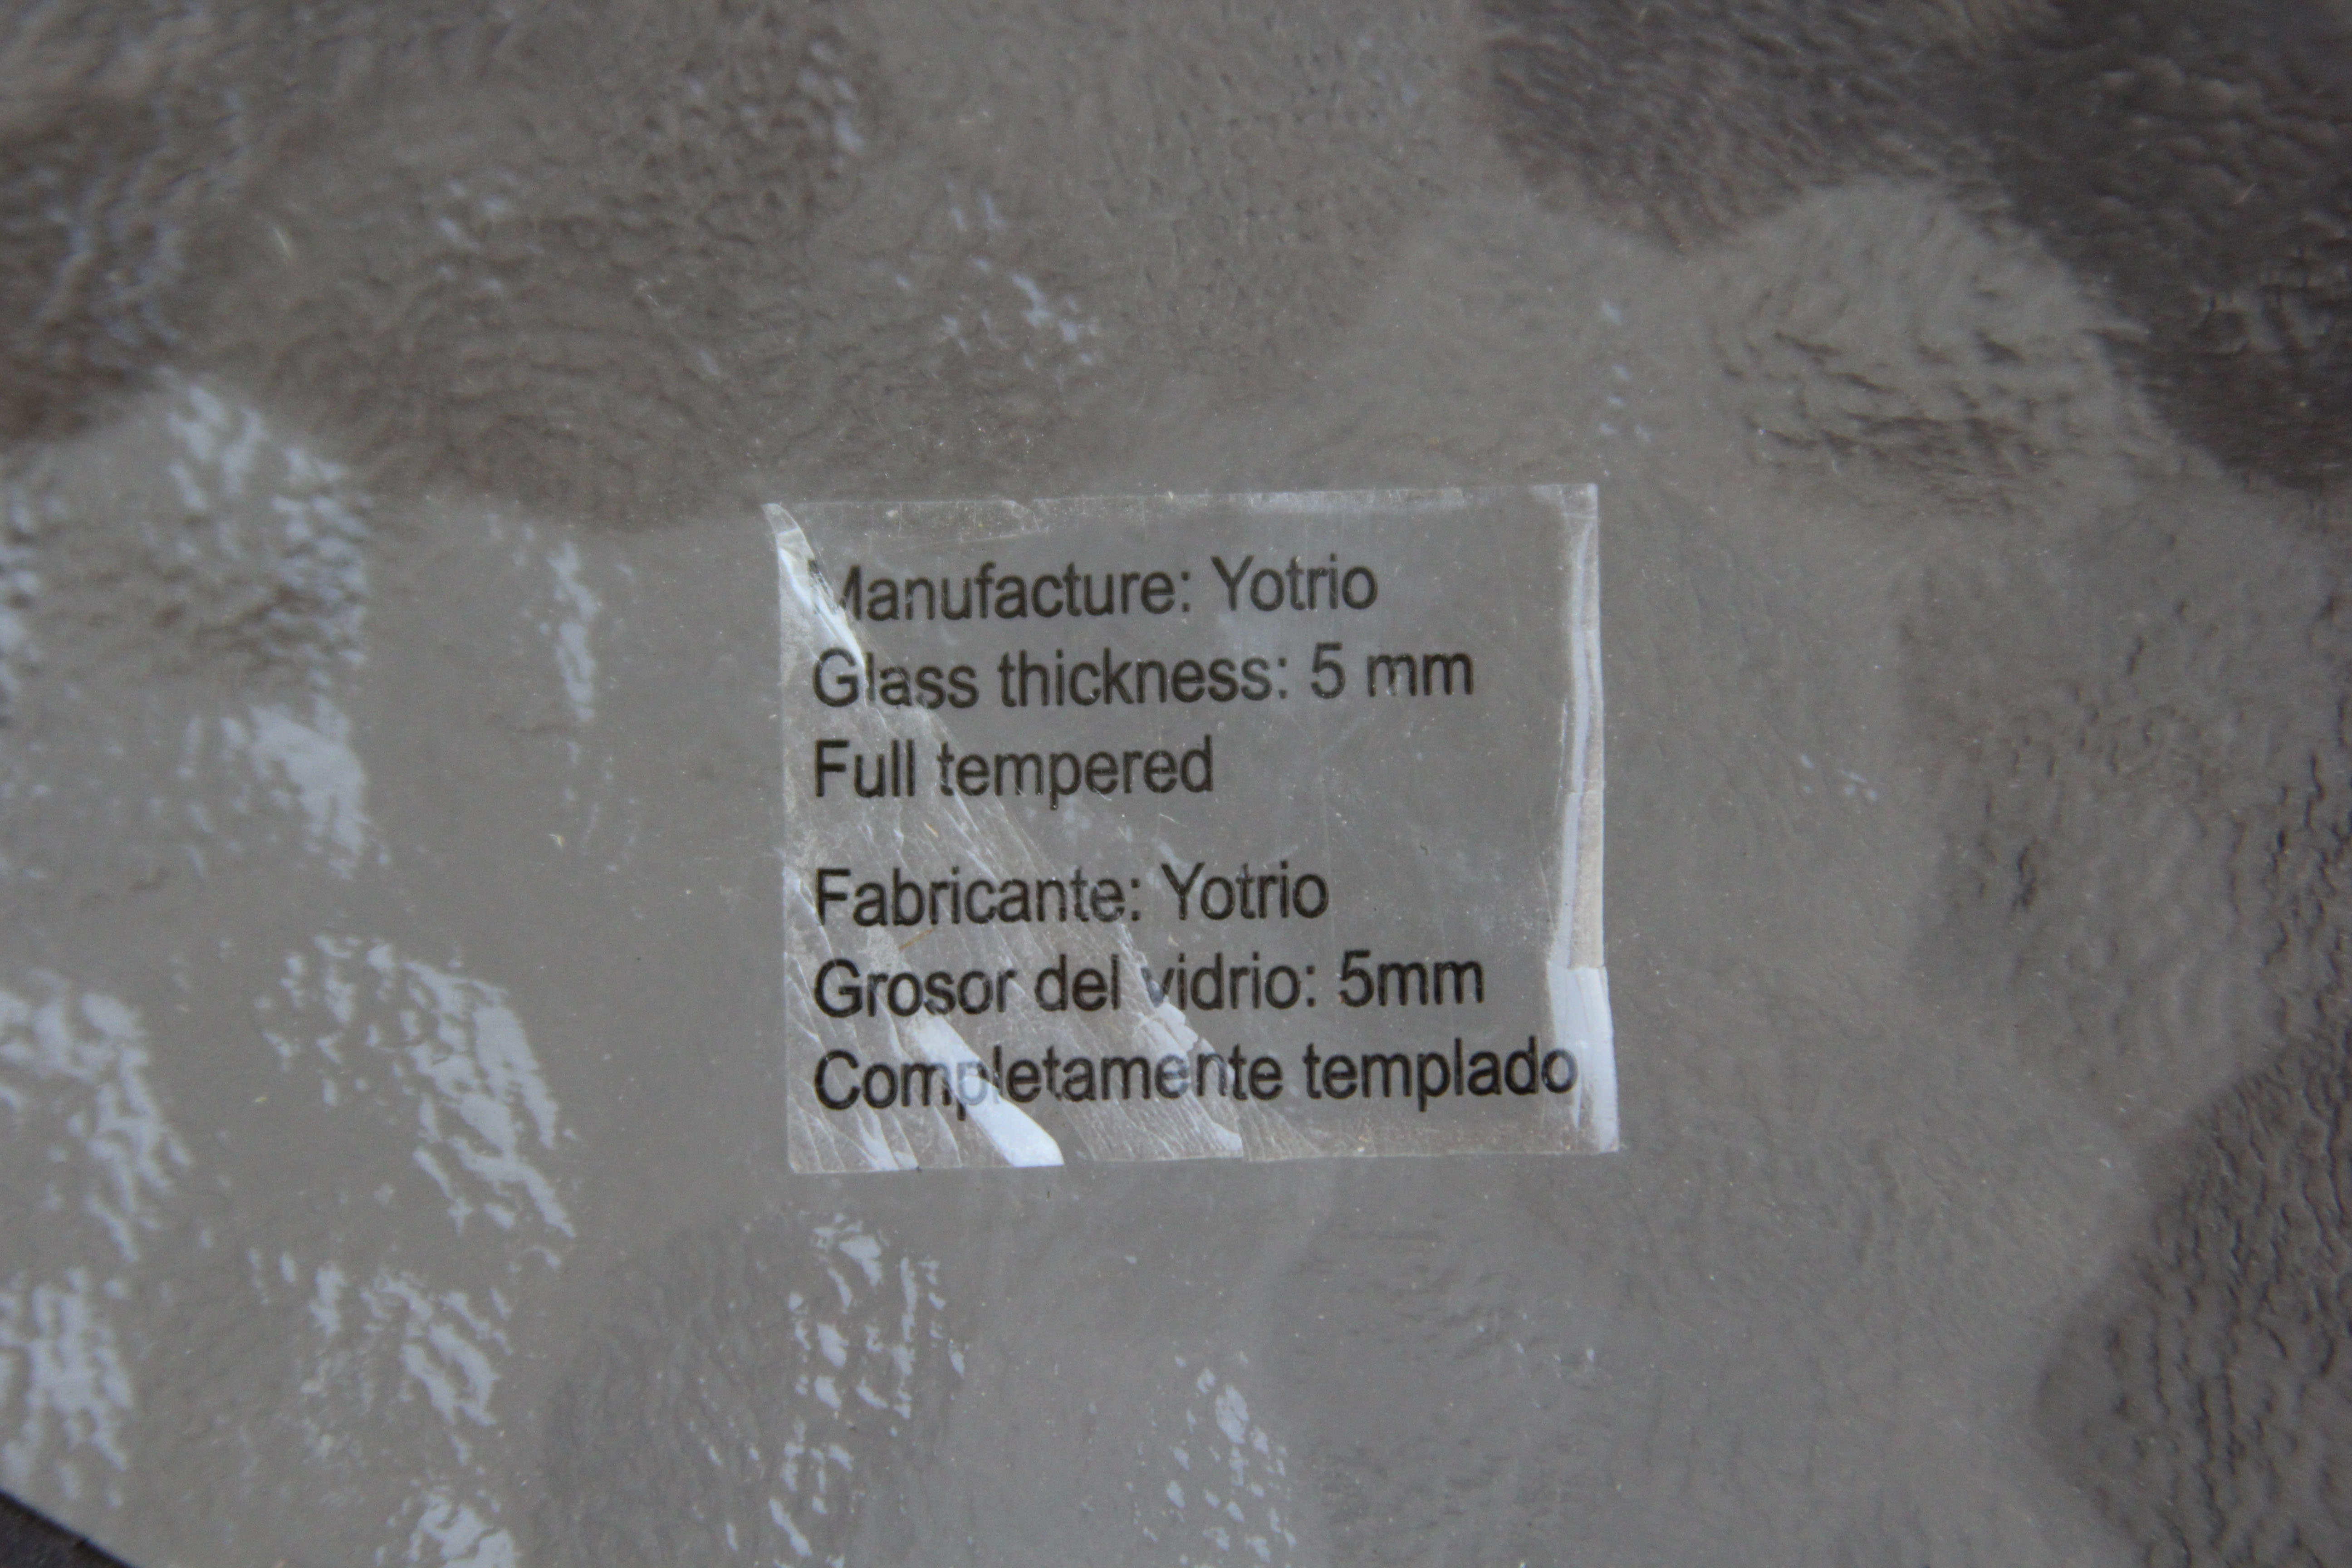 Manufacture: Yotrio
Glass thickness: 5 mm
Full tempered
Fabricante: Yotrio
Grosor del vidrio: 5mm
Completamente templado